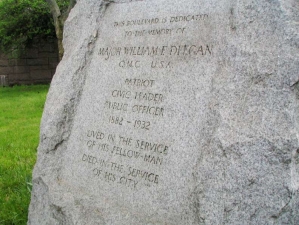 THIS BOULEVARD IS DEDICATED
TO THE MEMORY OF
MAJOR WILLIAM F. DEEGAN
O.R.C. U.S.A.
PATRIOT
CIVIC LEADER
PUBLIC OFFICER
1882 - 1932
LIVED IN THE SERVICE
OF HIS FELLOW-MAN
DIED IN THE SERVICE
OF HIS CITY